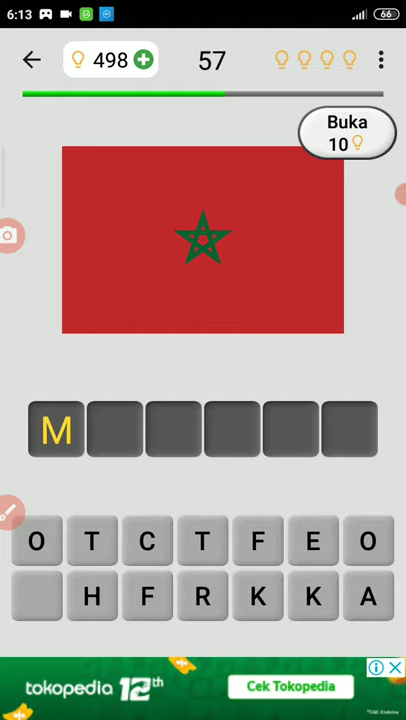 6:13 66
498 57
Buka
10
M
O T C T F E O
H F R K K A
tokopedia 12th Cek Tokopedia